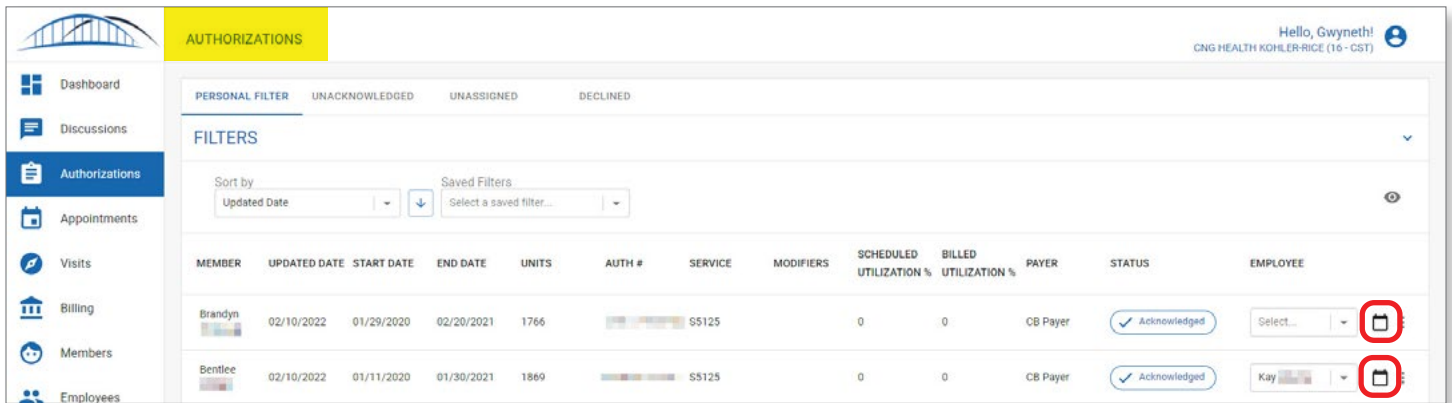 AUTHORIZATIONS
Hello, Gwyneth!
CNG HEALTH KOHLER-RICE (16 - CST)
Dashboard
Discussions
Authorizations
Appointments
Visits
Billing
Members
Employees
PERSONAL FILTER UNACKNOWLEDGED UNASSIGNED DECLINED
FILTERS
Sort by Saved Filters
Updated Date Select a saved filter...
MEMBER UPDATED DATE START DATE END DATE UNITS AUTH # SERVICE MODIFIERS SCHEDULED UTILIZATION % BILLED UTILIZATION % PAYER STATUS EMPLOYEE
Brandyn 02/10/2022 01/29/2020 02/20/2021 1766 S5125 0 0 CB Payer Acknowledged Select...
Bentlee 02/10/2022 01/11/2020 01/30/2021 1869 S5125 0 0 CB Payer Acknowledged Kay